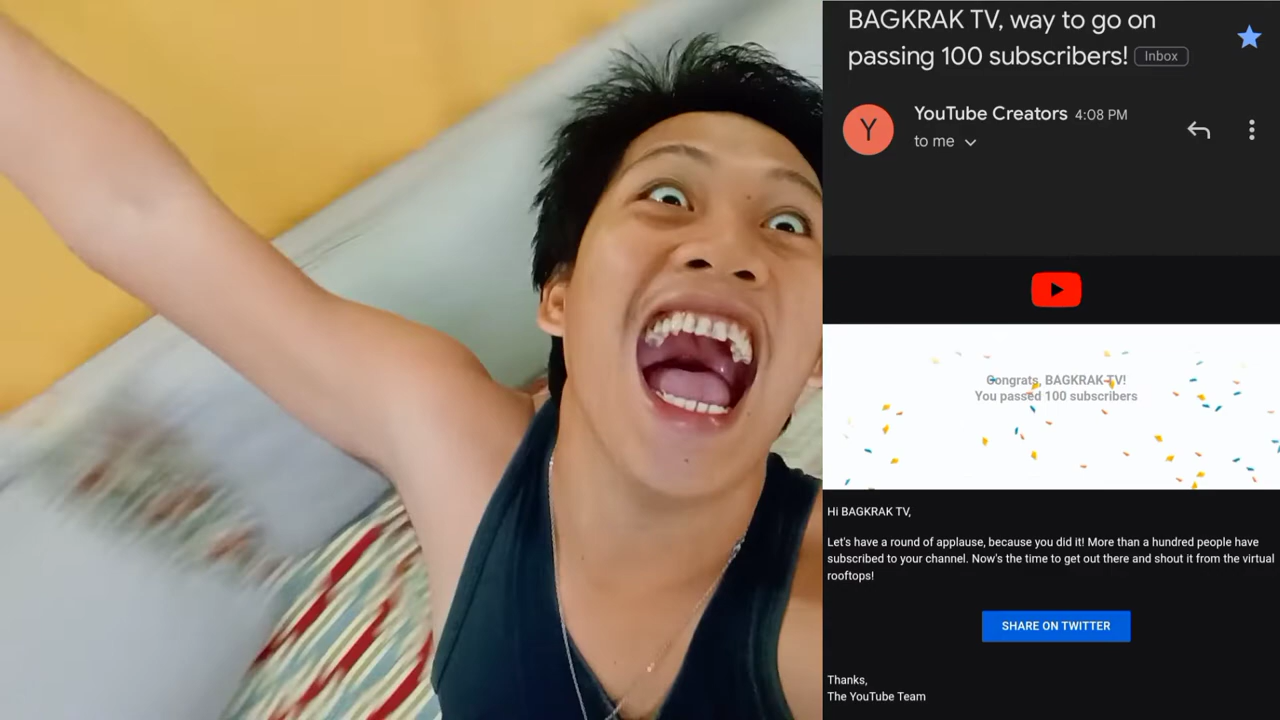 BAGKRAK TV, way to go on
passing 100 subscribers! Inbox
Y
YouTube Creators 4:08 PM
to me
Congrats, BAGKRAK TV!
You passed 100 subscribers
Hi BAGKRAK TV,
Let's have a round of applause, because you did it! More than a hundred people have
subscribed to your channel. Now's the time to get out there and shout it from the virtual
rooftops!
SHARE ON TWITTER
Thanks,
The YouTube Team